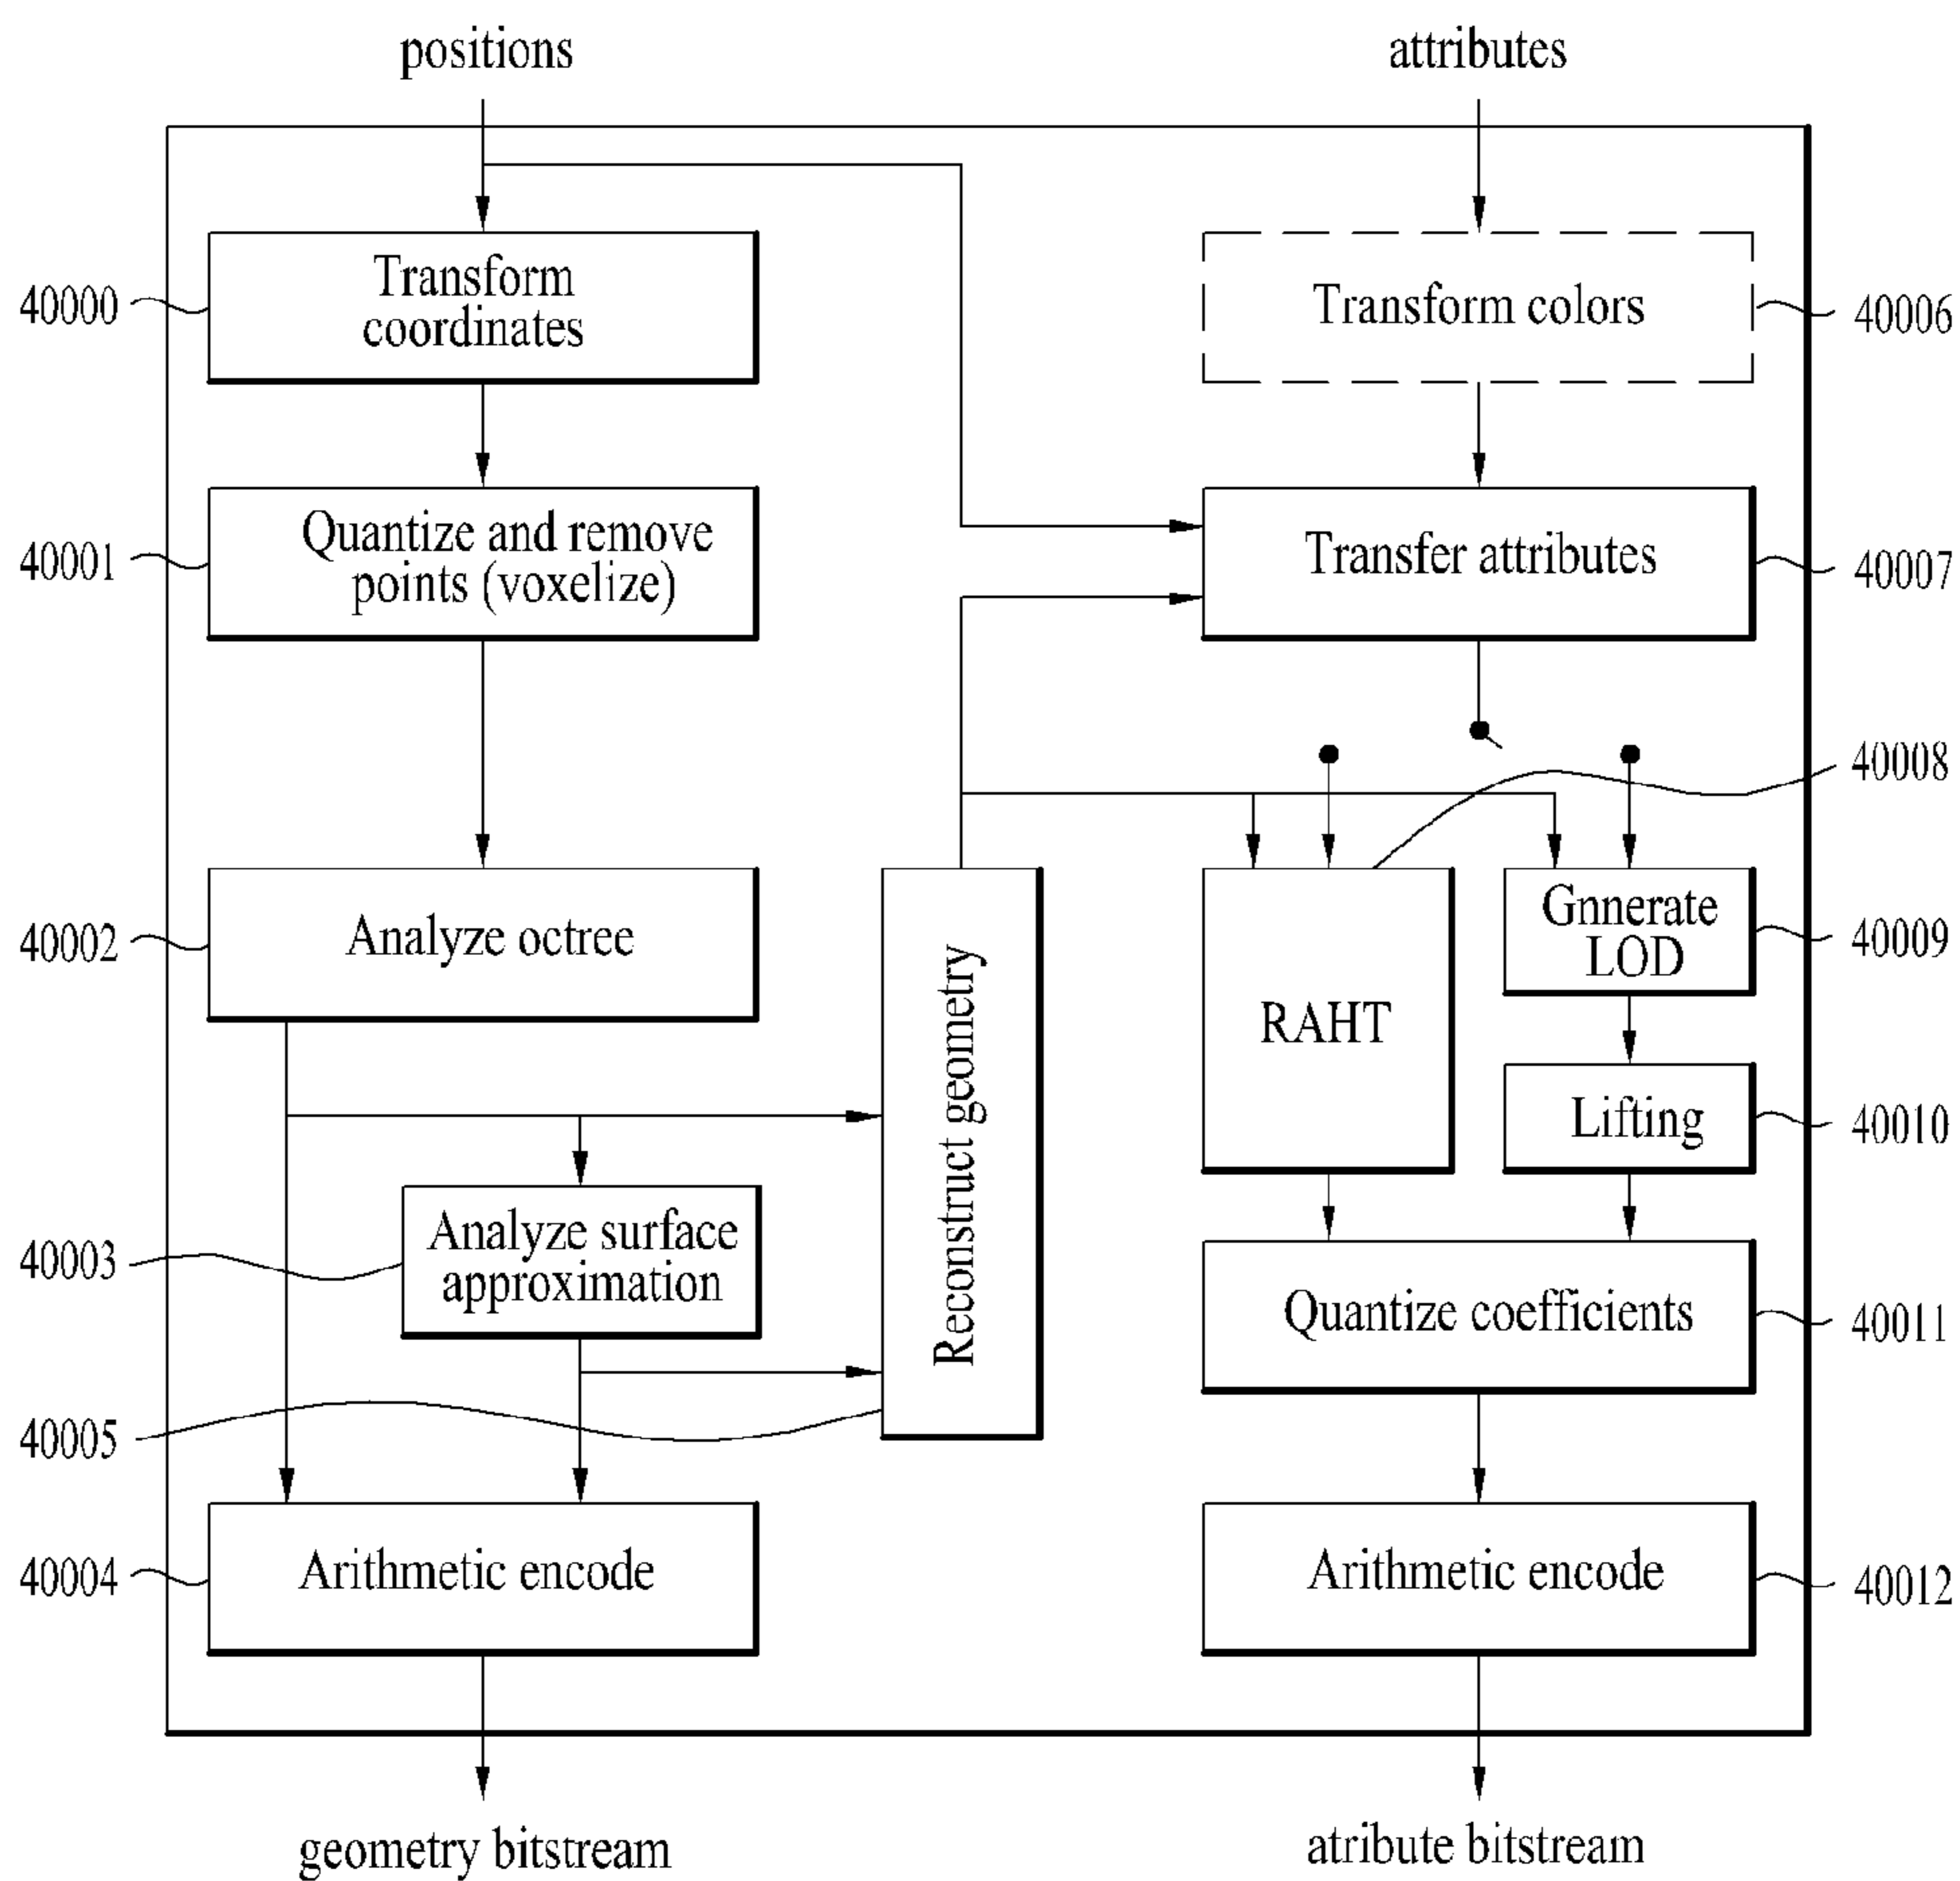 positions
attributes
Transform
coordinates
40000
Transform colors
40006
Quantize and remove
points (voxelize)
40001
Transfer attributes
40007
40008
Analyze octree
40002
Reconstruct geometry
RAHT
Gnnerate
LOD
40009
Lifting
40010
Analyze surface
approximation
40003
Quantize coefficients
40011
40005
Arithmetic encode
40004
Arithmetic encode
40012
geometry bitstream
atribute bitstream